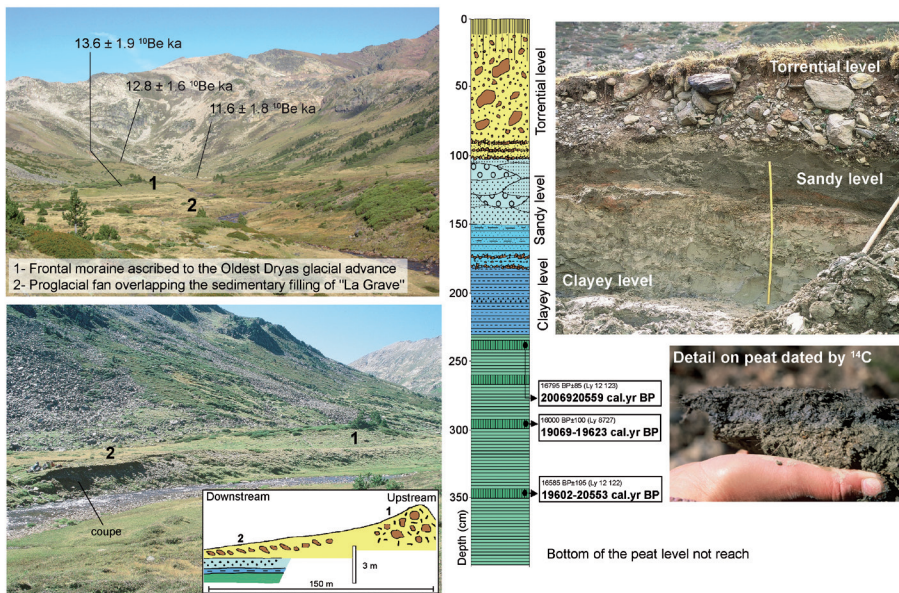 13.6 ± 1.9 ¹⁰Be ka
12.8 ± 1.6 ¹⁰Be ka
11.6 ± 1.8 ¹⁰Be ka
1
2
1- Frontal moraine ascribed to the Oldest Dryas glacial advance
2- Proglacial fan overlapping the sedimentary filling of "La Grave"
2
1
coupe
Downstream
Upstream
1
2
3 m
150 m
0
50
100
150
200
250
300
350
Depth (cm)
Torrential level
Sandy level
Clayey level
16795 BP±85 (Ly 12 123)
2006920559 cal.yr BP
16000 BP±100 (Ly 8727)
19069-19623 cal.yr BP
16585 BP±195 (Ly 12 122)
19602-20553 cal.yr BP
Torrential level
Sandy level
Clayey level
Detail on peat dated by ¹⁴C
Bottom of the peat level not reach